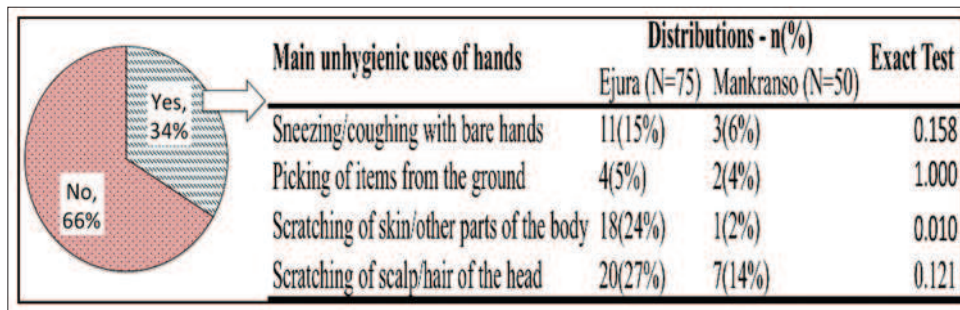 Yes,
34%
No,
66%
Main unhygienic uses of hands Distributions - n(%) Exact Test
Ejura (N=75) Mankranso (N=50)
Sneezing/coughing with bare hands 11(15%) 3(6%) 0.158
Picking of items from the ground 4(5%) 2(4%) 1.000
Scratching of skin/other parts of the body 18(24%) 1(2%) 0.010
Scratching of scalp/hair of the head 20(27%) 7(14%) 0.121